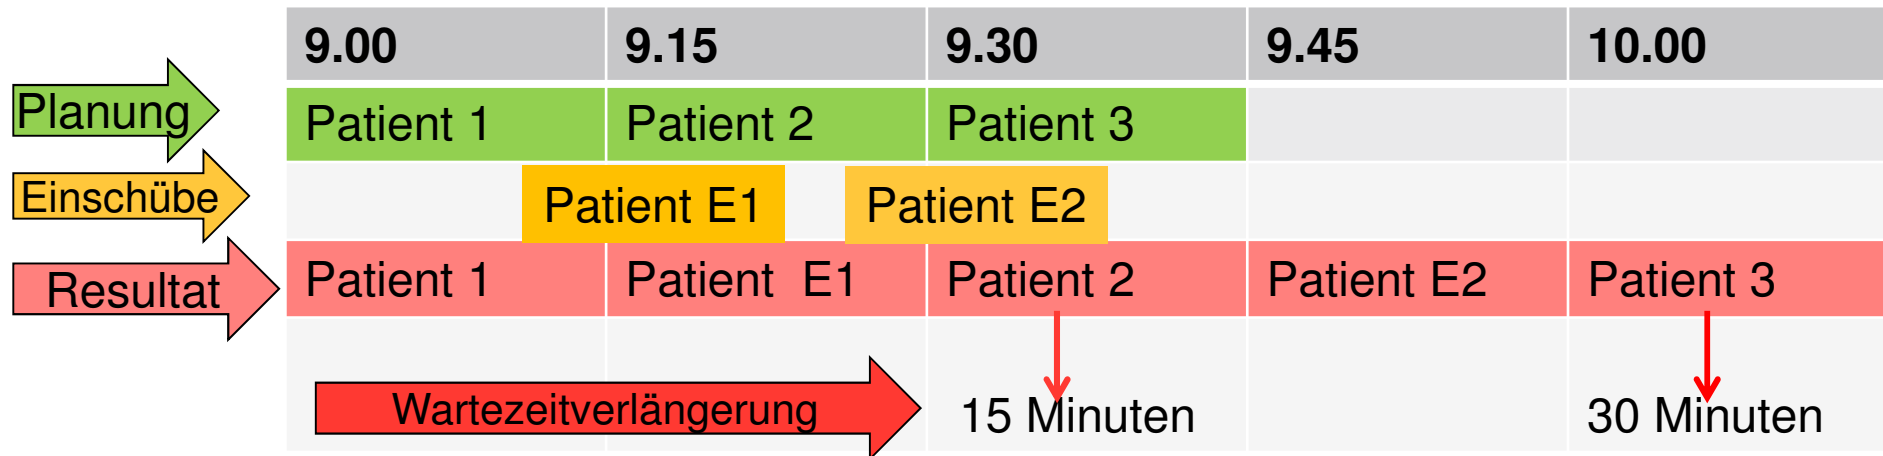 9.00 9.15 9.30 9.45 10.00
Planung Patient 1 Patient 2 Patient 3
Einschübe Patient E1 Patient E2
Resultat Patient 1 Patient E1 Patient 2 Patient E2 Patient 3
Wartezeitverlängerung 15 Minuten 30 Minuten